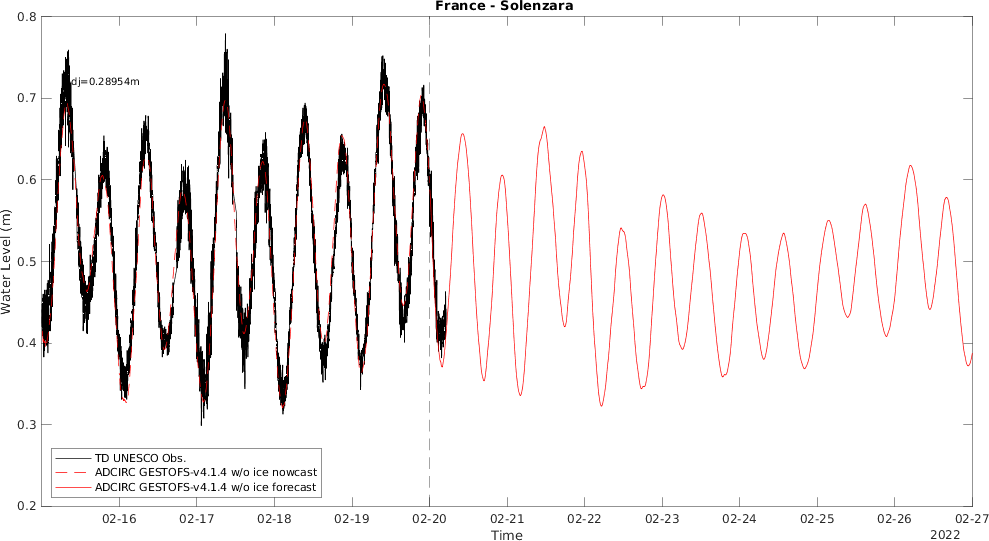 France - Solenzara
0.8
0.7
0.6
0.5
0.4
0.3
0.2
Water Level (m)
dj=0.28954m
TD UNESCO Obs.
ADCIRC GESTOFS-v4.1.4 w/o ice nowcast
ADCIRC GESTOFS-v4.1.4 w/o ice forecast
02-16 02-17 02-18 02-19 02-20 02-21 02-22 02-23 02-24 02-25 02-26 02-27
Time
2022